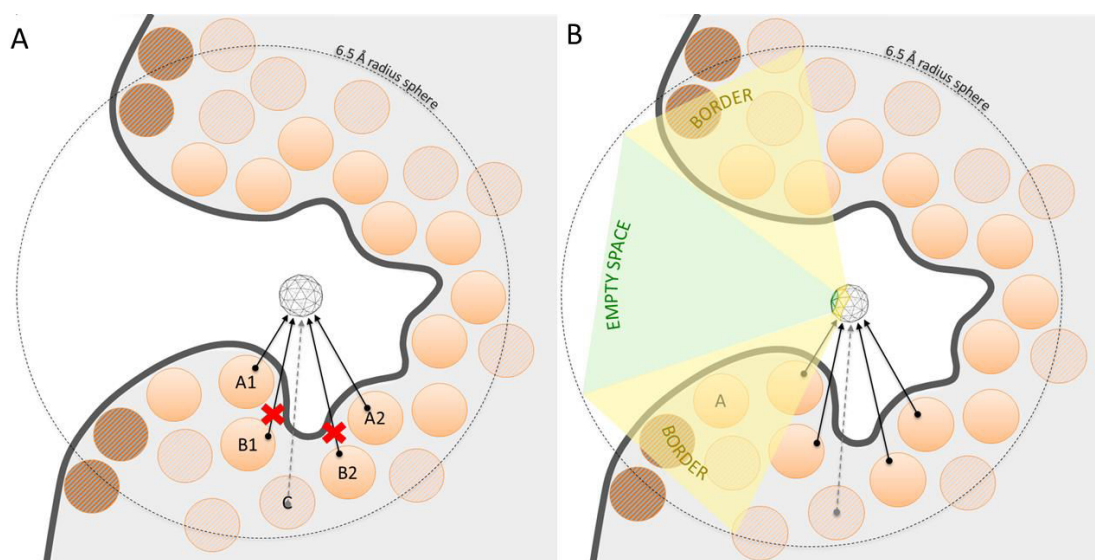 A
6.5 Å radius sphere
A1
A2
B1
B2
C
B
6.5 Å radius sphere
BORDER
EMPTY SPACE
A
BORDER